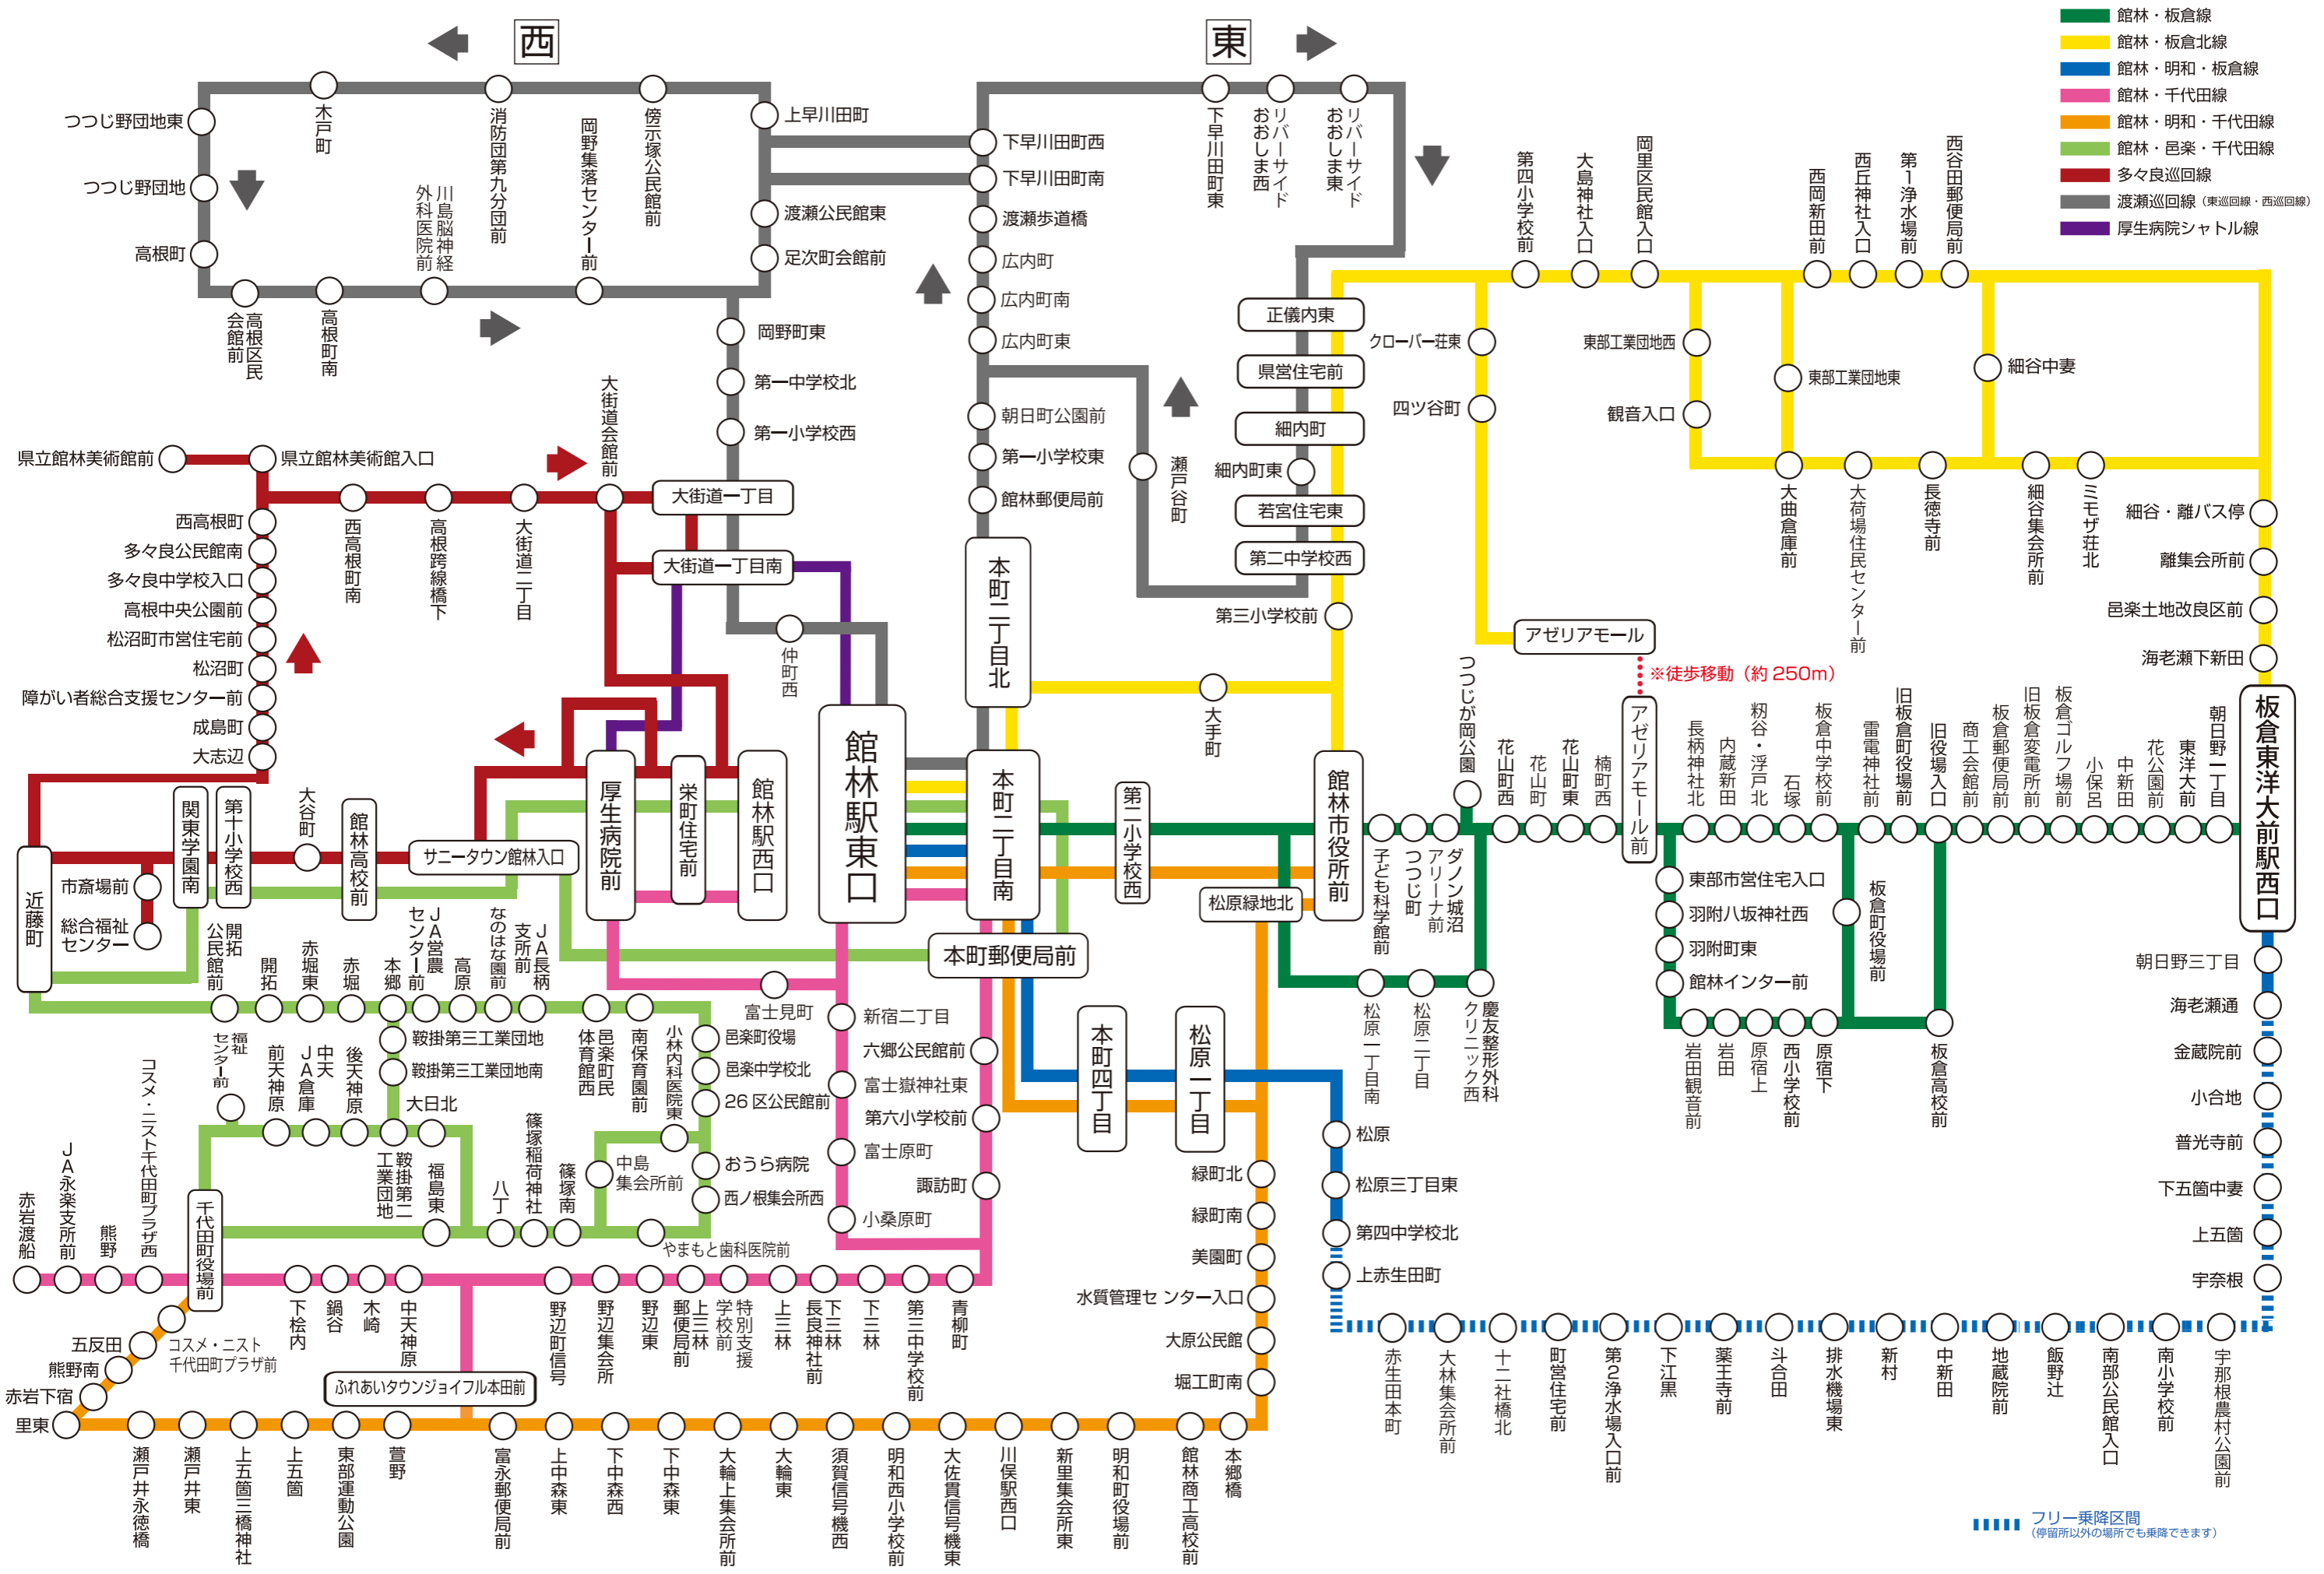 西
東
館林・板倉線
館林・板倉北線
館林・明和・板倉線
館林・千代田線
館林・明和・千代田線
館林・邑楽・千代田線
多々良巡回線
渡瀬巡回線（東巡回線・西巡回線）
厚生病院シャトル線
つつじ野団地東
つつじ野団地
高根町
木戸町
消防団第九分団前
傍示塚公民館前
上早川田町
渡瀬公民館東
足次町会館前
高根区民
会館前
高根町南
川島脳神経
外科医院前
岡野集落センター前
岡野町東
第一中学校北
第一小学校西
下早川田町西
下早川田町南
渡瀬歩道橋
広内町
広内町南
広内町東
朝日町公園前
第一小学校東
館林郵便局前
瀬戸谷町
下早川田町東
リバーサイド
おおしま西
リバーサイド
おおしま東
正儀内東
県営住宅前
細内町
細内町東
若宮住宅東
第二中学校西
第三小学校前
大手町
第四小学校前
大島神社入口
岡里区民館入口
西岡新田前
西丘神社入口
第1浄水場前
西谷田郵便局前
クローバー荘東
四ツ谷町
東部工業団地西
観音入口
東部工業団地東
細谷中妻
大曲倉庫前
大荷場住民センター前
長徳寺前
細谷集会所前
ミモザ荘北
細谷・離バス停
離集会所前
邑楽土地改良区前
海老瀬下新田
アゼリアモール
※徒歩移動（約250m）
アゼリアモール前
県立館林美術館前
県立館林美術館入口
西高根町
多々良公民館南
多々良中学校入口
高根中央公園前
松沼町市営住宅前
松沼町
障がい者総合支援センター前
成島町
大志辺
西高根町南
高根跨線橋下
大街道二丁目
大街道会館前
大街道一丁目
大街道一丁目南
仲町西
本町二丁目北
館林駅東口
本町二丁目南
厚生病院前
栄町住宅前
館林駅西口
第二小学校西
館林市役所前
松原緑地北
近藤町
市斎場前
総合福祉
センター
関東学園南
第十小学校西
大谷町
館林高校前
サニータウン館林入口
本町郵便局前
子ども科学館前
つつじ町
ダノン城沼
アリーナ前
つつじが岡公園
花山町西
花山町
花山町東
楠町西
長柄神社北
内蔵新田
籾谷・浮戸北
石塚
板倉中学校前
雷電神社前
旧板倉町役場前
旧役場入口
商工会館前
板倉郵便局前
旧板倉変電所前
板倉ゴルフ場前
小保呂
中新田
花公園前
東洋大前
朝日野一丁目
板倉東洋大前駅西口
松原一丁目南
松原二丁目
慶友整形外科
クリニック西
東部市営住宅入口
羽附八坂神社西
羽附町東
館林インター前
岩田観音前
岩田
原宿上
西小学校前
原宿下
板倉町役場前
板倉高校前
朝日野三丁目
海老瀬通
金蔵院前
小合地
普光寺前
下五箇中妻
上五箇
宇奈根
開拓
公民館前
開拓
赤堀東
赤堀
本郷
ＪＡ営農
センター前
高原
なのはな園前
ＪＡ長柄
支所前
邑楽町民
体育館西
南保育園前
小林内科医院東
邑楽町役場
邑楽中学校北
26区公民館前
おうら病院
西ノ根集会所西
中島
集会所前
やまもと歯科医院前
篠塚南
篠塚稲荷神社
八丁
福島東
鞍掛第三工業団地
鞍掛第三工業団地南
大日北
鞍掛第二
工業団地
後天神原
中天
ＪＡ倉庫
前天神原
福祉
センター前
千代田町役場前
富士見町
新宿二丁目
六郷公民館前
富士嶽神社東
第六小学校前
富士原町
諏訪町
小桑原町
本町四丁目
松原一丁目
松原
松原三丁目東
第四中学校北
上赤生田町
緑町北
緑町南
美園町
水質管理センター入口
大原公民館
堀工町南
赤岩渡船
ＪＡ永楽支所前
熊野
コスメ・ニスト千代田町プラザ西
下桧内
鍋谷
木崎
中天神原
野辺町信号
野辺集会所
野辺東
上三林
郵便局前
特別支援
学校前
上三林
下三林
長良神社前
下三林
第三中学校前
青柳町
コスメ・ニスト
千代田町プラザ前
五反田
熊野南
赤岩下宿
里東
ふれあいタウンジョイフル本田前
瀬戸井永徳橋
瀬戸井東
上五箇三橋神社
上五箇
東部運動公園
萱野
富永郵便局前
上中森東
下中森西
下中森東
大輪上集会所前
大輪東
須賀信号機西
明和西小学校前
大佐貫信号機東
川俣駅西口
新里集会所東
明和町役場前
館林商工高校前
本郷橋
赤生田本町
大林集会所前
十二社橋北
町営住宅前
第2浄水場入口前
下江黒
薬王寺前
斗合田
排水機場東
新村
中新田
地蔵院前
飯野辻
南部公民館入口
南小学校前
宇那根農村公園前
フリー乗降区間
（停留所以外の場所でも乗降できます）